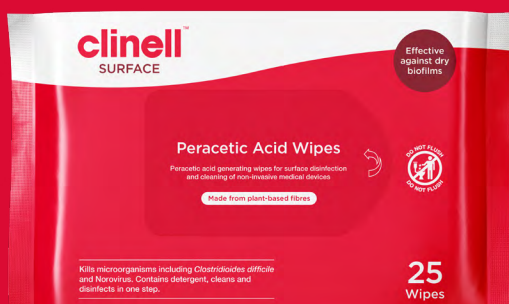 clinell™
SURFACE
Effective
against dry
biofilms
Peracetic Acid Wipes
Peracetic acid generating wipes for surface disinfection
and cleaning of non-invasive medical devices
Made from plant-based fibres
DO NOT FLUSH
DO NOT FLUSH
Kills microorganisms including Clostridioides difficile
and Norovirus. Contains detergent, cleans and
disinfects in one step.
25
Wipes